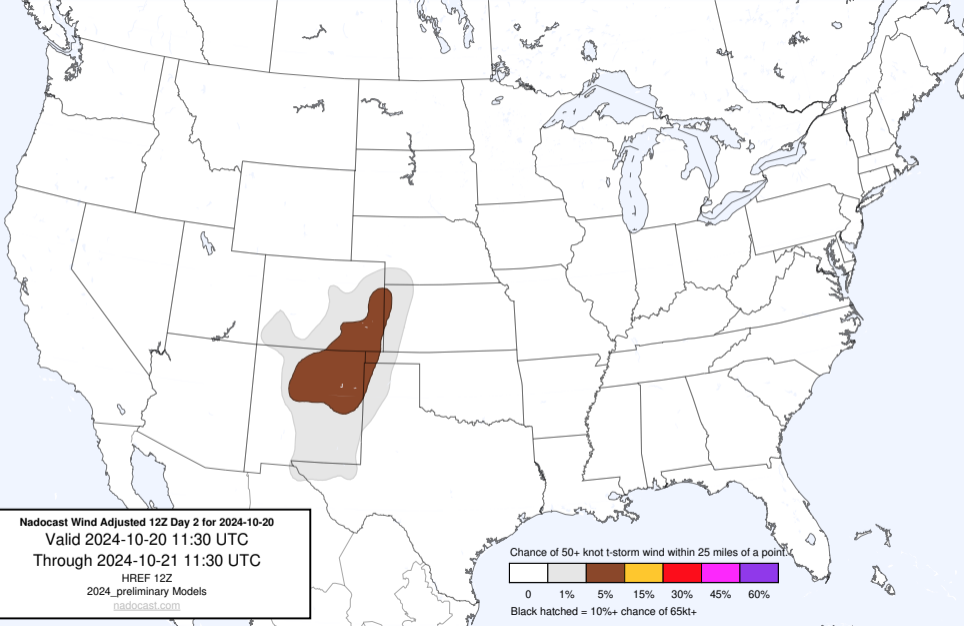 Nadocast Wind Adjusted 12Z Day 2 for 2024-10-20
Valid 2024-10-20 11:30 UTC
Through 2024-10-21 11:30 UTC
HREF 12Z
2024_preliminary Models
nadocast.com
Chance of 50+ knot t-storm wind within 25 miles of a point.
0 1% 5% 15% 30% 45% 60%
Black hatched = 10%+ chance of 65kt+